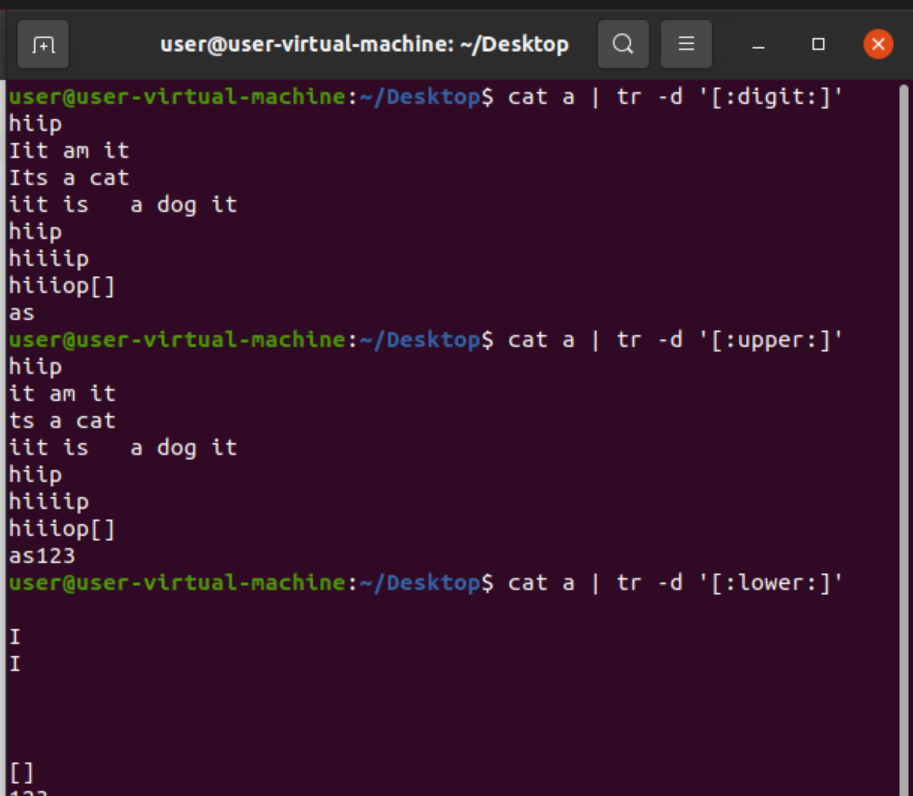 user@user-virtual-machine: ~/Desktop
user@user-virtual-machine:~/Desktop$ cat a | tr -d '[:digit:]'
hiip
Iit am it
Its a cat
iit is   a dog it
hiip
hiiiip
hiiiop[]
as
user@user-virtual-machine:~/Desktop$ cat a | tr -d '[:upper:]'
hiip
it am it
ts a cat
iit is   a dog it
hiip
hiiiip
hiiiop[]
as123
user@user-virtual-machine:~/Desktop$ cat a | tr -d '[:lower:]'
I
I
[]
123